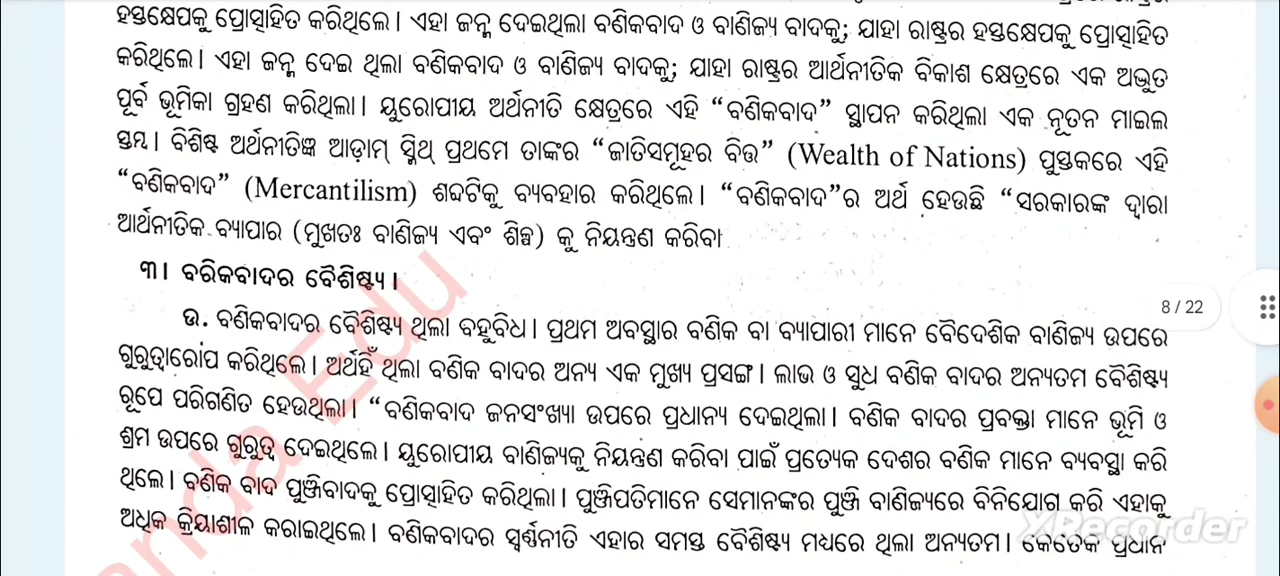 ହସ୍ତକ୍ଷେପକୁ ପ୍ରୋତ୍ସାହିତ କରିଥିଲେ। ଏହା ଜନ୍ମ ଦେଇଥିଲା ବଣିକବାଦ ଓ ବାଣିଜ୍ୟ ବାଦକୁ; ଯାହା ରାଷ୍ଟ୍ରର ହସ୍ତକ୍ଷେପକୁ ପ୍ରୋତ୍ସାହିତ
କରିଥିଲେ। ଏହା ଜନ୍ମ ଦେଇ ଥିଲା ବଣିକବାଦ ଓ ବାଣିଜ୍ୟ ବାଦକୁ; ଯାହା ରାଷ୍ଟ୍ରର ଆର୍ଥନୀତିକ ବିକାଶ କ୍ଷେତ୍ରରେ ଏକ ଅଦ୍ଭୁତ
ପୂର୍ବ ଭୂମିକା ଗ୍ରହଣ କରିଥିଲା। ୟୁରୋପୀୟ ଅର୍ଥନୀତି କ୍ଷେତ୍ରରେ ଏହି “ବଣିକବାଦ” ସ୍ଥାପନ କରିଥିଲା ଏକ ନୂତନ ମାଇଲ
ସ୍ତମ୍ଭ। ବିଶିଷ୍ଟ ଅର୍ଥନୀତିଜ୍ଞ ଆଡ଼ାମ୍ ସ୍ମିଥ୍ ପ୍ରଥମେ ତାଙ୍କର “ଜାତିସମୂହର ବିତ୍ତ” (Wealth of Nations) ପୁସ୍ତକରେ ଏହି
“ବଣିକବାଦ” (Mercantilism) ଶବ୍ଦଟିକୁ ବ୍ୟବହାର କରିଥିଲେ। “ବଣିକବାଦ”ର ଅର୍ଥ ହେଉଛି “ସରକାରଙ୍କ ଦ୍ୱାରା
ଆର୍ଥନୀତିକ ବ୍ୟାପାର (ମୁଖତଃ ବାଣିଜ୍ୟ ଏବଂ ଶିଳ୍ପ) କୁ ନିୟନ୍ତ୍ରଣ କରିବା
୩। ବରିକବାଦର ବୈଶିଷ୍ଟ୍ୟ।
ଉ. ବଣିକବାଦର ବୈଶିଷ୍ଟ୍ୟ ଥିଲା ବହୁବିଧ। ପ୍ରଥମ ଅବସ୍ଥାର ବଣିକ ବା ବ୍ୟାପାରୀ ମାନେ ବୈଦେଶିକ ବାଣିଜ୍ୟ ଉପରେ
8 / 22
ଗୁରୁତ୍ୱାରୋପ କରିଥିଲେ। ଅର୍ଥହିଁ ଥିଲା ବଣିକ ବାଦର ଅନ୍ୟ ଏକ ମୁଖ୍ୟ ପ୍ରସଙ୍ଗ। ଲାଭ ଓ ସୁଧ ବଣିକ ବାଦର ଅନ୍ୟତମ ବୈଶିଷ୍ଟ୍ୟ
ରୂପେ ପରିଗଣିତ ହେଉଥିଲା। “ବଣିକବାଦ ଜନସଂଖ୍ୟା ଉପରେ ପ୍ରଧାନ୍ୟ ଦେଇଥିଲା। ବଣିକ ବାଦର ପ୍ରବକ୍ତା ମାନେ ଭୂମି ଓ
ଶ୍ରମ ଉପରେ ଗୁରୁତ୍ୱ ଦେଇଥିଲେ। ୟୁରୋପୀୟ ବାଣିଜ୍ୟକୁ ନିୟନ୍ତ୍ରଣ କରିବା ପାଇଁ ପ୍ରତ୍ୟେକ ଦେଶର ବଣିକ ମାନେ ବ୍ୟବସ୍ଥା କରି
ଥିଲେ। ବଣିକ ବାଦ ପୁଞ୍ଜିବାଦକୁ ପ୍ରୋତ୍ସାହିତ କରିଥିଲା। ପୁଞ୍ଜିପତିମାନେ ସେମାନଙ୍କର ପୁଞ୍ଜି ବାଣିଜ୍ୟରେ ବିନିଯୋଗ କରି ଏହାକୁ
ଅଧିକ କ୍ରିୟାଶୀଳ କରାଇଥିଲେ। ବଣିକବାଦର ସ୍ୱର୍ଣ୍ଣନୀତି ଏହାର ସମସ୍ତ ବୈଶିଷ୍ଟ୍ୟ ମଧ୍ୟରେ ଥିଲା ଅନ୍ୟତମ। କେତେକ ପ୍ରଧାନ
XRecorder
nda Edu